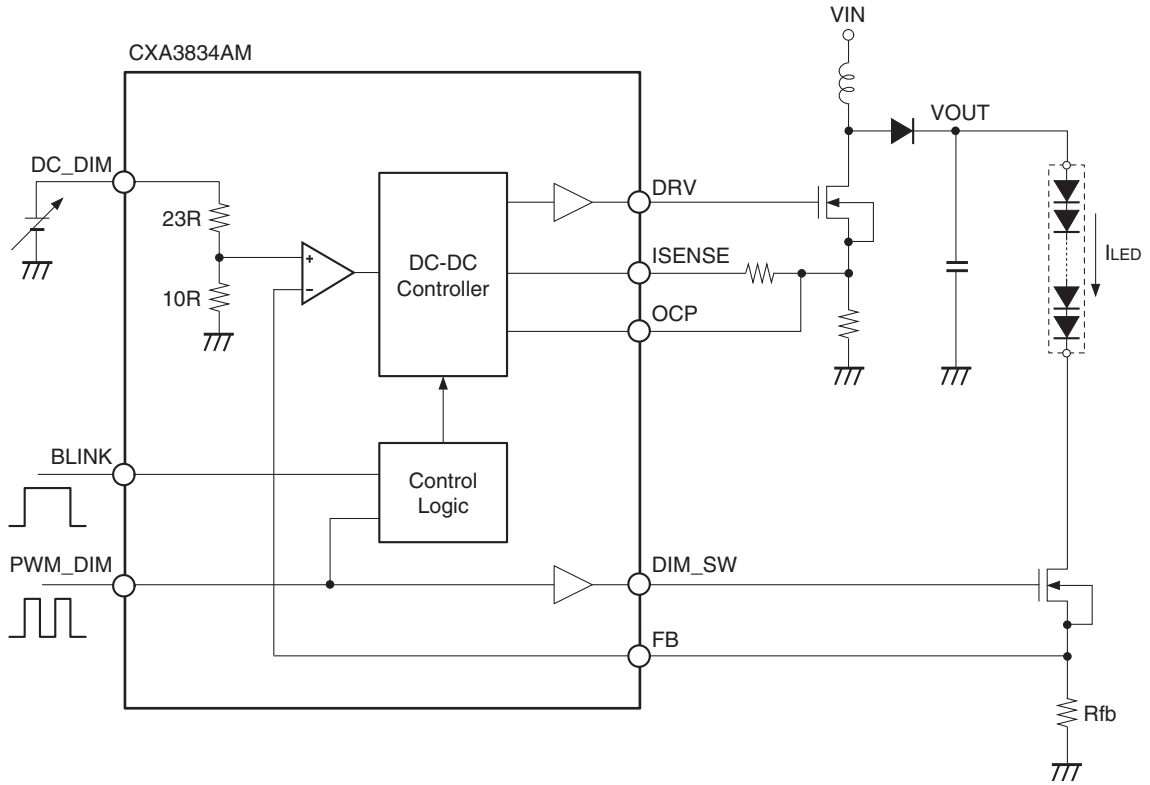 VIN
CXA3834AM
VOUT
DC_DIM
DRV
23R
ISENSE
ILED
DC-DC
Controller
10R
OCP
BLINK
Control
Logic
PWM_DIM
DIM_SW
FB
Rfb